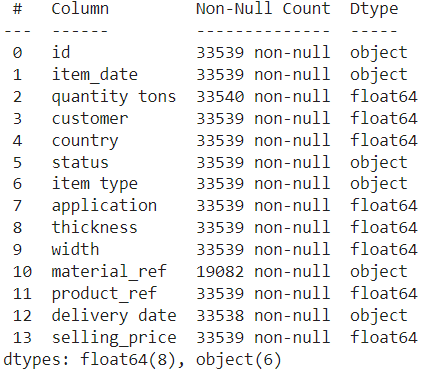 #   Column         Non-Null Count  Dtype
---  ------         --------------  -----
 0   id             33539 non-null  object
 1   item_date      33539 non-null  object
 2   quantity tons  33540 non-null  float64
 3   customer       33539 non-null  float64
 4   country        33539 non-null  float64
 5   status         33539 non-null  object
 6   item type      33539 non-null  object
 7   application    33539 non-null  float64
 8   thickness      33539 non-null  float64
 9   width          33539 non-null  float64
 10  material_ref   19082 non-null  object
 11  product_ref    33539 non-null  float64
 12  delivery date  33538 non-null  object
 13  selling_price  33539 non-null  float64
dtypes: float64(8), object(6)